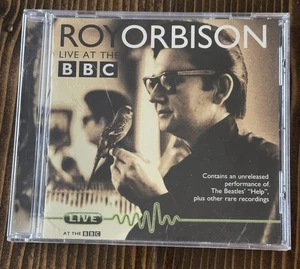 ROY ORBISON
LIVE AT THE
BBC
Contains an unreleased
performance of
The Beatles' "Help",
plus other rare recordings
LIVE
AT THE BBC